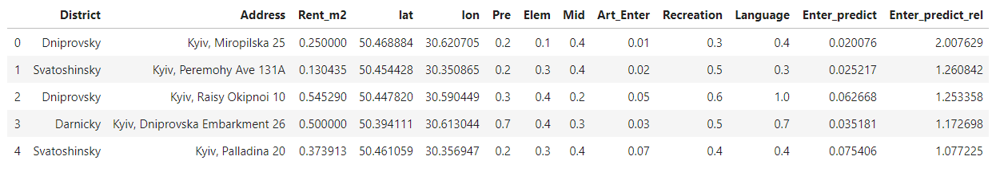 District Address Rent_m2 lat lon Pre Elem Mid Art_Enter Recreation Language Enter_predict Enter_predict_rel
0 Dniprovsky Kyiv, Miropilska 25 0.250000 50.468884 30.620705 0.2 0.1 0.4 0.01 0.3 0.4 0.020076 2.007629
1 Svatoshinsky Kyiv, Peremohy Ave 131A 0.130435 50.454428 30.350865 0.2 0.3 0.4 0.02 0.5 0.3 0.025217 1.260842
2 Dniprovsky Kyiv, Raisy Okipnoi 10 0.545290 50.447820 30.590449 0.3 0.4 0.2 0.05 0.6 1.0 0.062668 1.253358
3 Darnicky Kyiv, Dniprovska Embarkment 26 0.500000 50.394111 30.613044 0.7 0.4 0.3 0.03 0.5 0.7 0.035181 1.172698
4 Svatoshinsky Kyiv, Palladina 20 0.373913 50.461059 30.356947 0.2 0.3 0.4 0.07 0.4 0.4 0.075406 1.077225